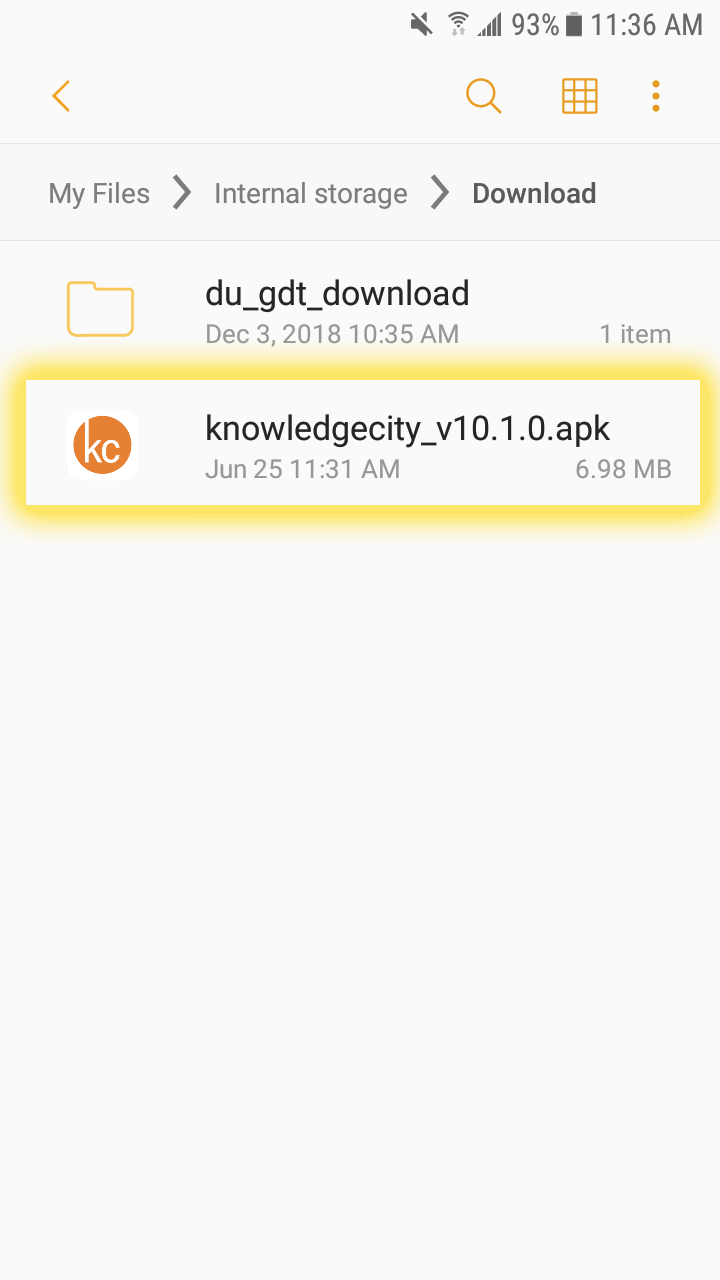 93% 11:36 AM
My Files Internal storage Download
du_gdt_download
Dec 3, 2018 10:35 AM 1 item
kc
knowledgecity_v10.1.0.apk
Jun 25 11:31 AM 6.98 MB